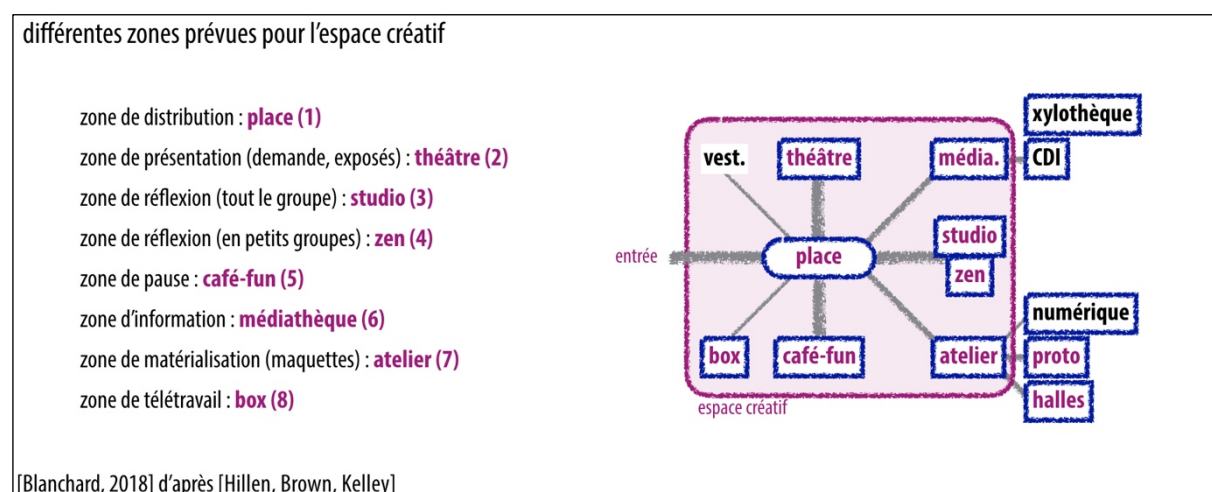 différentes zones prévues pour l'espace créatif
zone de distribution : place (1)
zone de présentation (demande, exposés) : théâtre (2)
zone de réflexion (tout le groupe) : studio (3)
zone de réflexion (en petits groupes) : zen (4)
zone de pause : café-fun (5)
zone d'information : médiathèque (6)
zone de matérialisation (maquettes) : atelier (7)
zone de télétravail : box (8)
xylothèque
vest.
théâtre
média.
CDI
studio
entrée
place
zen
numérique
box
café-fun
atelier
proto
halles
espace créatif
[Blanchard, 2018] d'après [Hillen, Brown, Kelley]